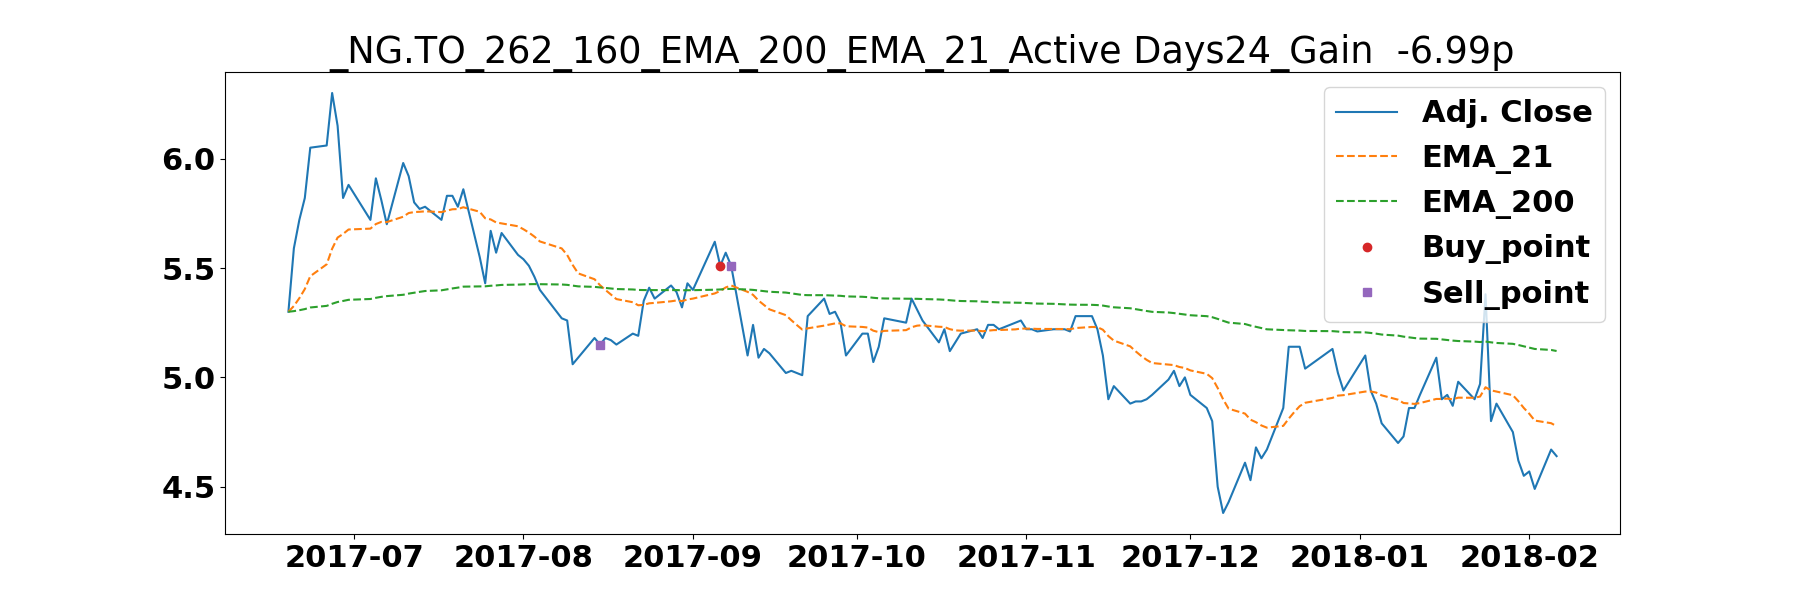 _NG.TO_262_160_EMA_200_EMA_21_Active Days24_Gain  -6.99p
Adj. Close
EMA_21
EMA_200
Buy_point
Sell_point
6.0
5.5
5.0
4.5
2017-07 2017-08 2017-09 2017-10 2017-11 2017-12 2018-01 2018-02